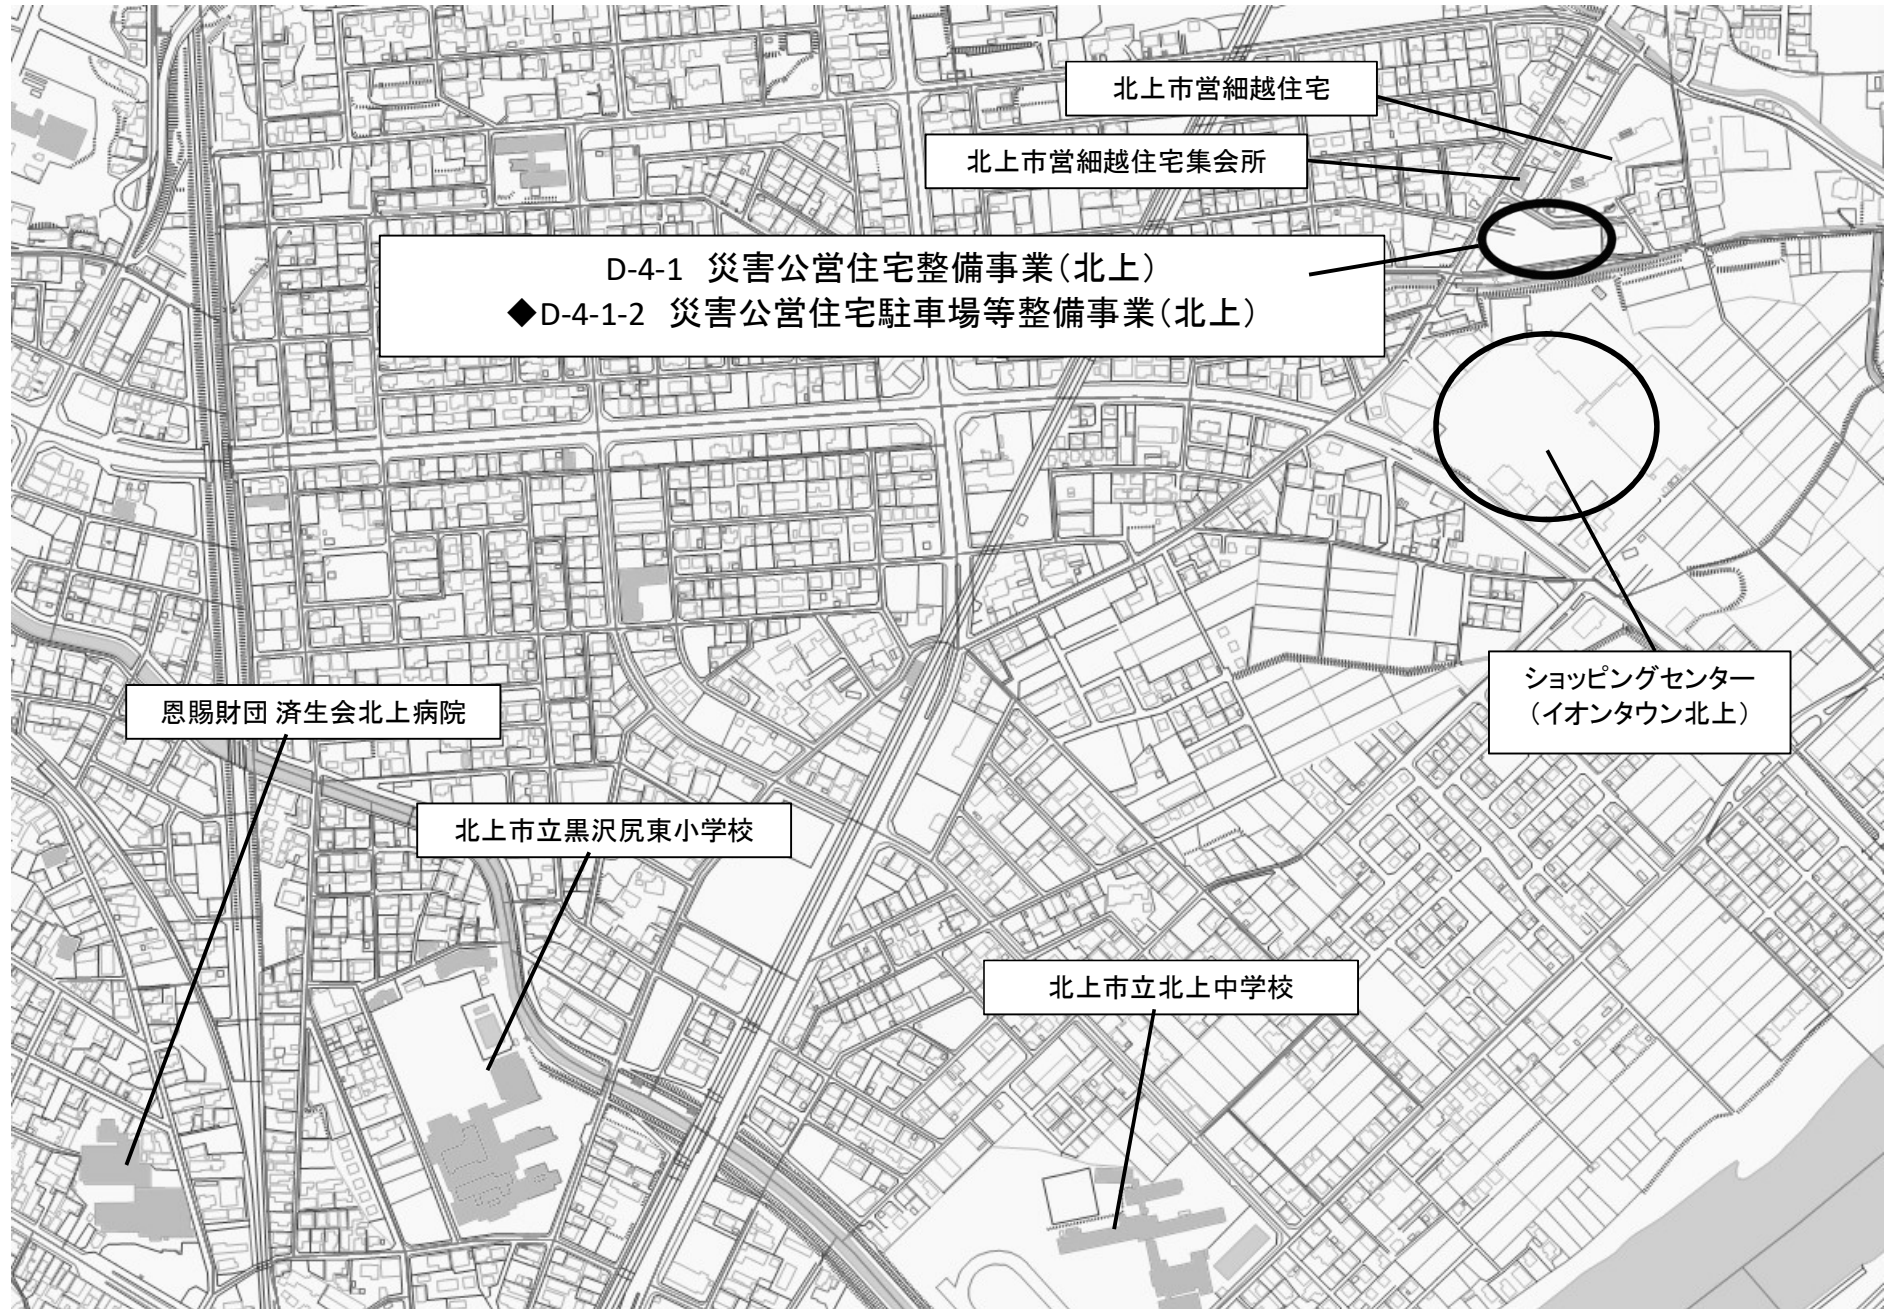 北上市営細越住宅
北上市営細越住宅集会所
D-4-1 災害公営住宅整備事業（北上）
◆D-4-1-2 災害公営住宅駐車場等整備事業（北上）
ショッピングセンター
（イオンタウン北上）
恩賜財団 済生会北上病院
北上市立黒沢尻東小学校
北上市立北上中学校